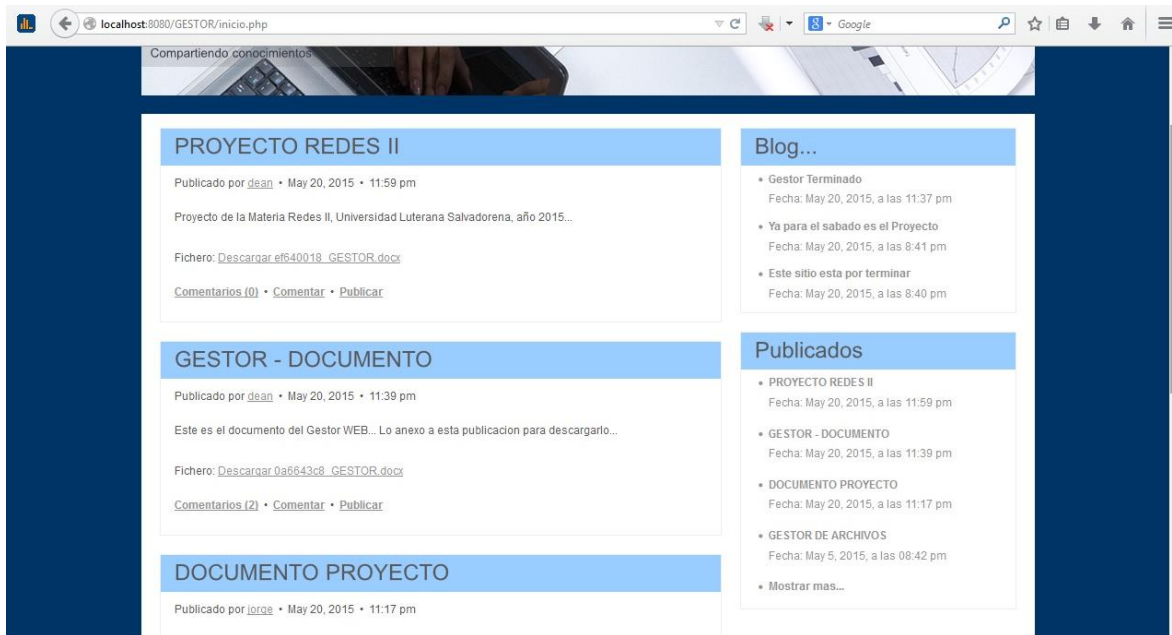 localhost:8080/GESTOR/inicio.php
8 Google
Compartiendo conocimientos
PROYECTO REDES II
Publicado por dean • May 20, 2015 • 11:59 pm
Proyecto de la Materia Redes II, Universidad Luterana Salvadorena, año 2015...
Fichero: Descargar ef640018_GESTOR.docx
Comentarios (0) • Comentar • Publicar
GESTOR - DOCUMENTO
Publicado por dean • May 20, 2015 • 11:39 pm
Este es el documento del Gestor WEB... Lo anexo a esta publicacion para descargarlo...
Fichero: Descargar 0a6643c8_GESTOR.docx
Comentarios (2) • Comentar • Publicar
DOCUMENTO PROYECTO
Publicado por jorge • May 20, 2015 • 11:17 pm
Blog...
• Gestor Terminado
Fecha: May 20, 2015, a las 11:37 pm
• Ya para el sabado es el Proyecto
Fecha: May 20, 2015, a las 8:41 pm
• Este sitio esta por terminar
Fecha: May 20, 2015, a las 8:40 pm
Publicados
• PROYECTO REDES II
Fecha: May 20, 2015, a las 11:59 pm
• GESTOR - DOCUMENTO
Fecha: May 20, 2015, a las 11:39 pm
• DOCUMENTO PROYECTO
Fecha: May 20, 2015, a las 11:17 pm
• GESTOR DE ARCHIVOS
Fecha: May 5, 2015, a las 08:42 pm
• Mostrar mas...